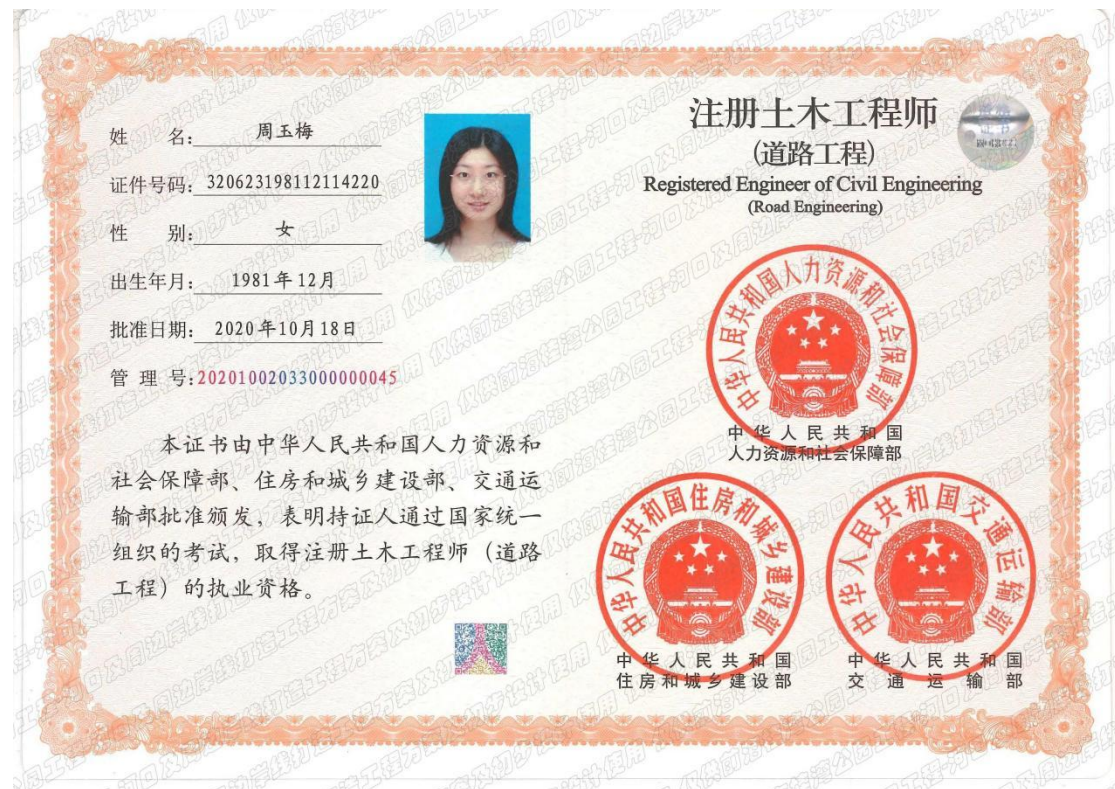 姓 名: 周玉梅
证件号码: 320623198112114220
性 别: 女
出生年月: 1981年12月
批准日期: 2020年10月18日
管 理 号:20201002033000000045
本证书由中华人民共和国人力资源和
社会保障部、住房和城乡建设部、交通运
输部批准颁发，表明持证人通过国家统一
组织的考试，取得注册土木工程师（道路
工程）的执业资格。
注册土木工程师
(道路工程)
Registered Engineer of Civil Engineering
(Road Engineering)
中华人民共和国人力资源和社会保障部
中华人民共和国
人力资源和社会保障部
中华人民共和国住房和城乡建设部
中华人民共和国
住房和城乡建设部
中华人民共和国交通运输部
中华人民共和国
交通运输部